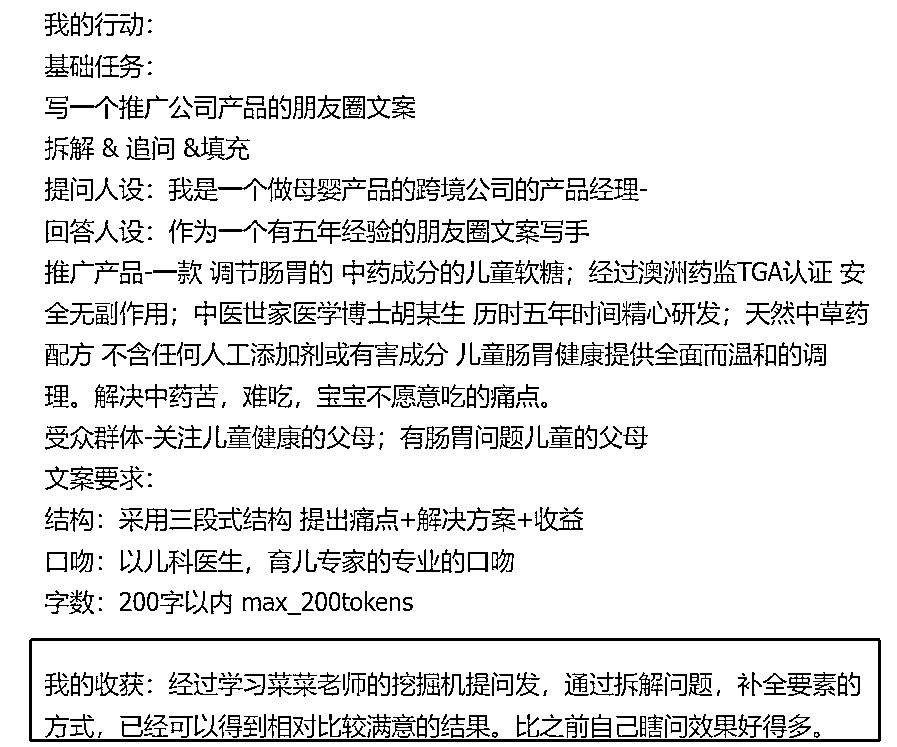 我的行动：
基础任务：
写一个推广公司产品的朋友圈文案
拆解 & 追问 &填充
提问人设：我是一个做母婴产品的跨境公司的产品经理-
回答人设：作为一个有五年经验的朋友圈文案写手
推广产品-一款 调节肠胃的 中药成分的儿童软糖；经过澳洲药监TGA认证 安
全无副作用；中医世家医学博士胡某生 历时五年时间精心研发；天然中草药
配方 不含任何人工添加剂或有害成分 儿童肠胃健康提供全面而温和的调
理。解决中药苦，难吃，宝宝不愿意吃的痛点。
受众群体-关注儿童健康的父母；有肠胃问题儿童的父母
文案要求：
结构：采用三段式结构 提出痛点+解决方案+收益
口吻：以儿科医生，育儿专家的专业的口吻
字数：200字以内 max_200tokens
我的收获：经过学习菜菜老师的挖掘机提问发，通过拆解问题，补全要素的
方式，已经可以得到相对比较满意的结果。比之前自己瞎问效果好得多。